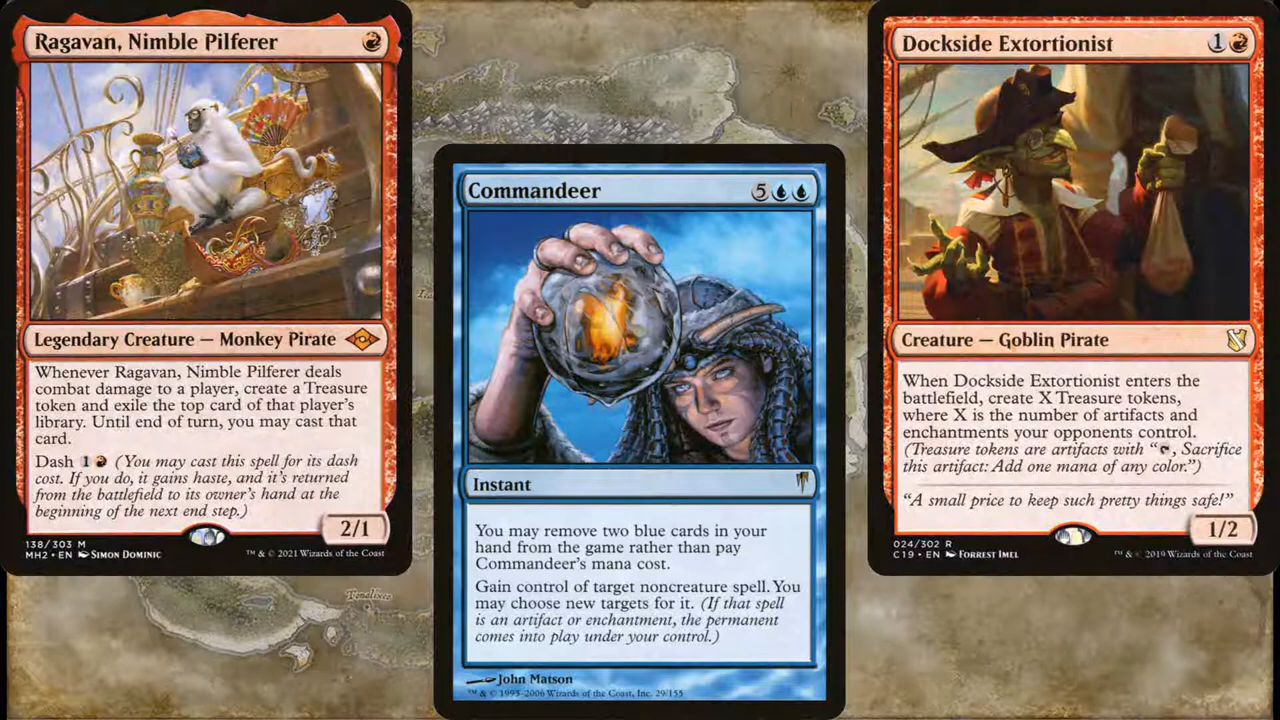 Ragavan, Nimble Pilferer
Legendary Creature — Monkey Pirate
Whenever Ragavan, Nimble Pilferer deals
combat damage to a player, create a Treasure
token and exile the top card of that player's
library. Until end of turn, you may cast that
card.
Dash 1 (You may cast this spell for its dash
cost. If you do, it gains haste, and it's returned
from the battlefield to its owner's hand at the
beginning of the next end step.)
2/1
138/303 M
MH2 • EN SIMON DOMINIC
™ & © 2021 Wizards of the Coast
Commandeer 5
Instant
You may remove two blue cards in your
hand from the game rather than pay
Commandeer's mana cost.
Gain control of target noncreature spell. You
may choose new targets for it. (If that spell
is an artifact or enchantment, the permanent
comes into play under your control.)
John Matson
™ & © 1993–2006 Wizards of the Coast, Inc. 29/155
Dockside Extortionist 1
Creature — Goblin Pirate
When Dockside Extortionist enters the
battlefield, create X Treasure tokens,
where X is the number of artifacts and
enchantments your opponents control.
(Treasure tokens are artifacts with “, Sacrifice
this artifact: Add one mana of any color.”)
“A small price to keep such pretty things safe!”
1/2
024/302 R
C19 • EN FORREST IMEL
™ & © 2019 Wizards of the Coast